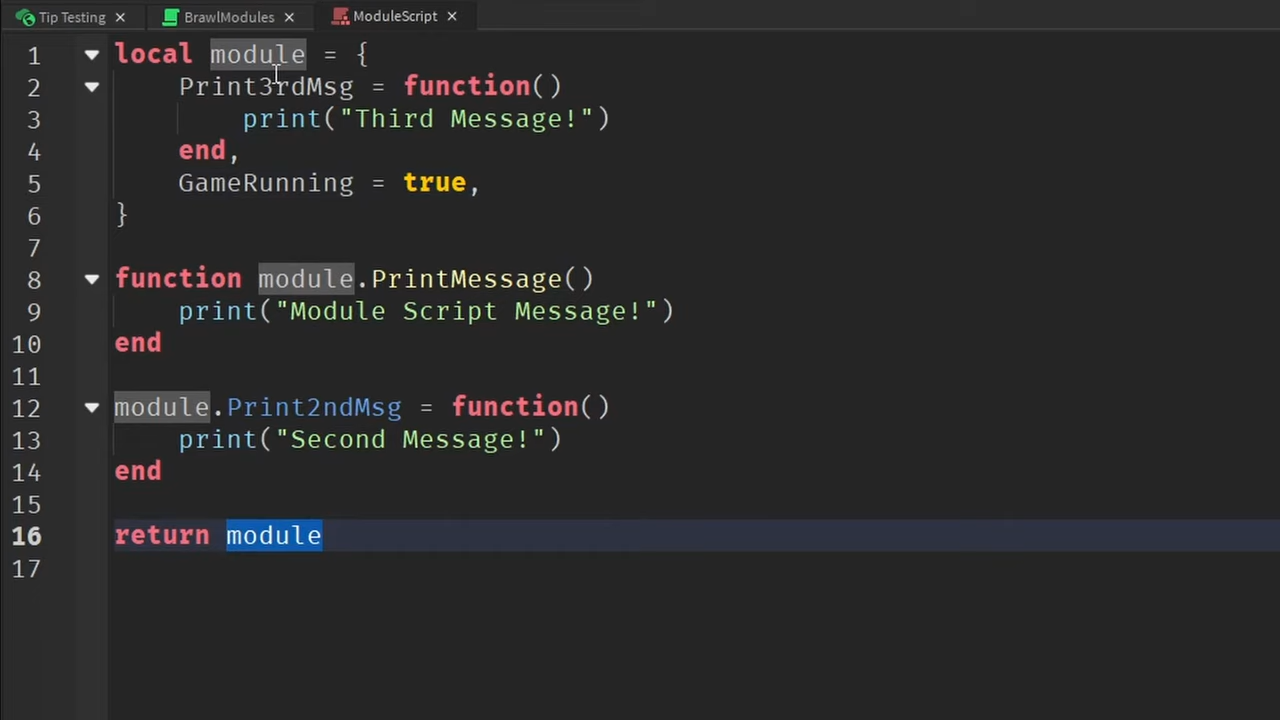 Tip Testing × BrawlModules × ModuleScript ×
1 local module = {
2 Print3rdMsg = function()
3 print("Third Message!")
4 end,
5 GameRunning = true,
6 }
7
8 function module.PrintMessage()
9 print("Module Script Message!")
10 end
11
12 module.Print2ndMsg = function()
13 print("Second Message!")
14 end
15
16 return module
17